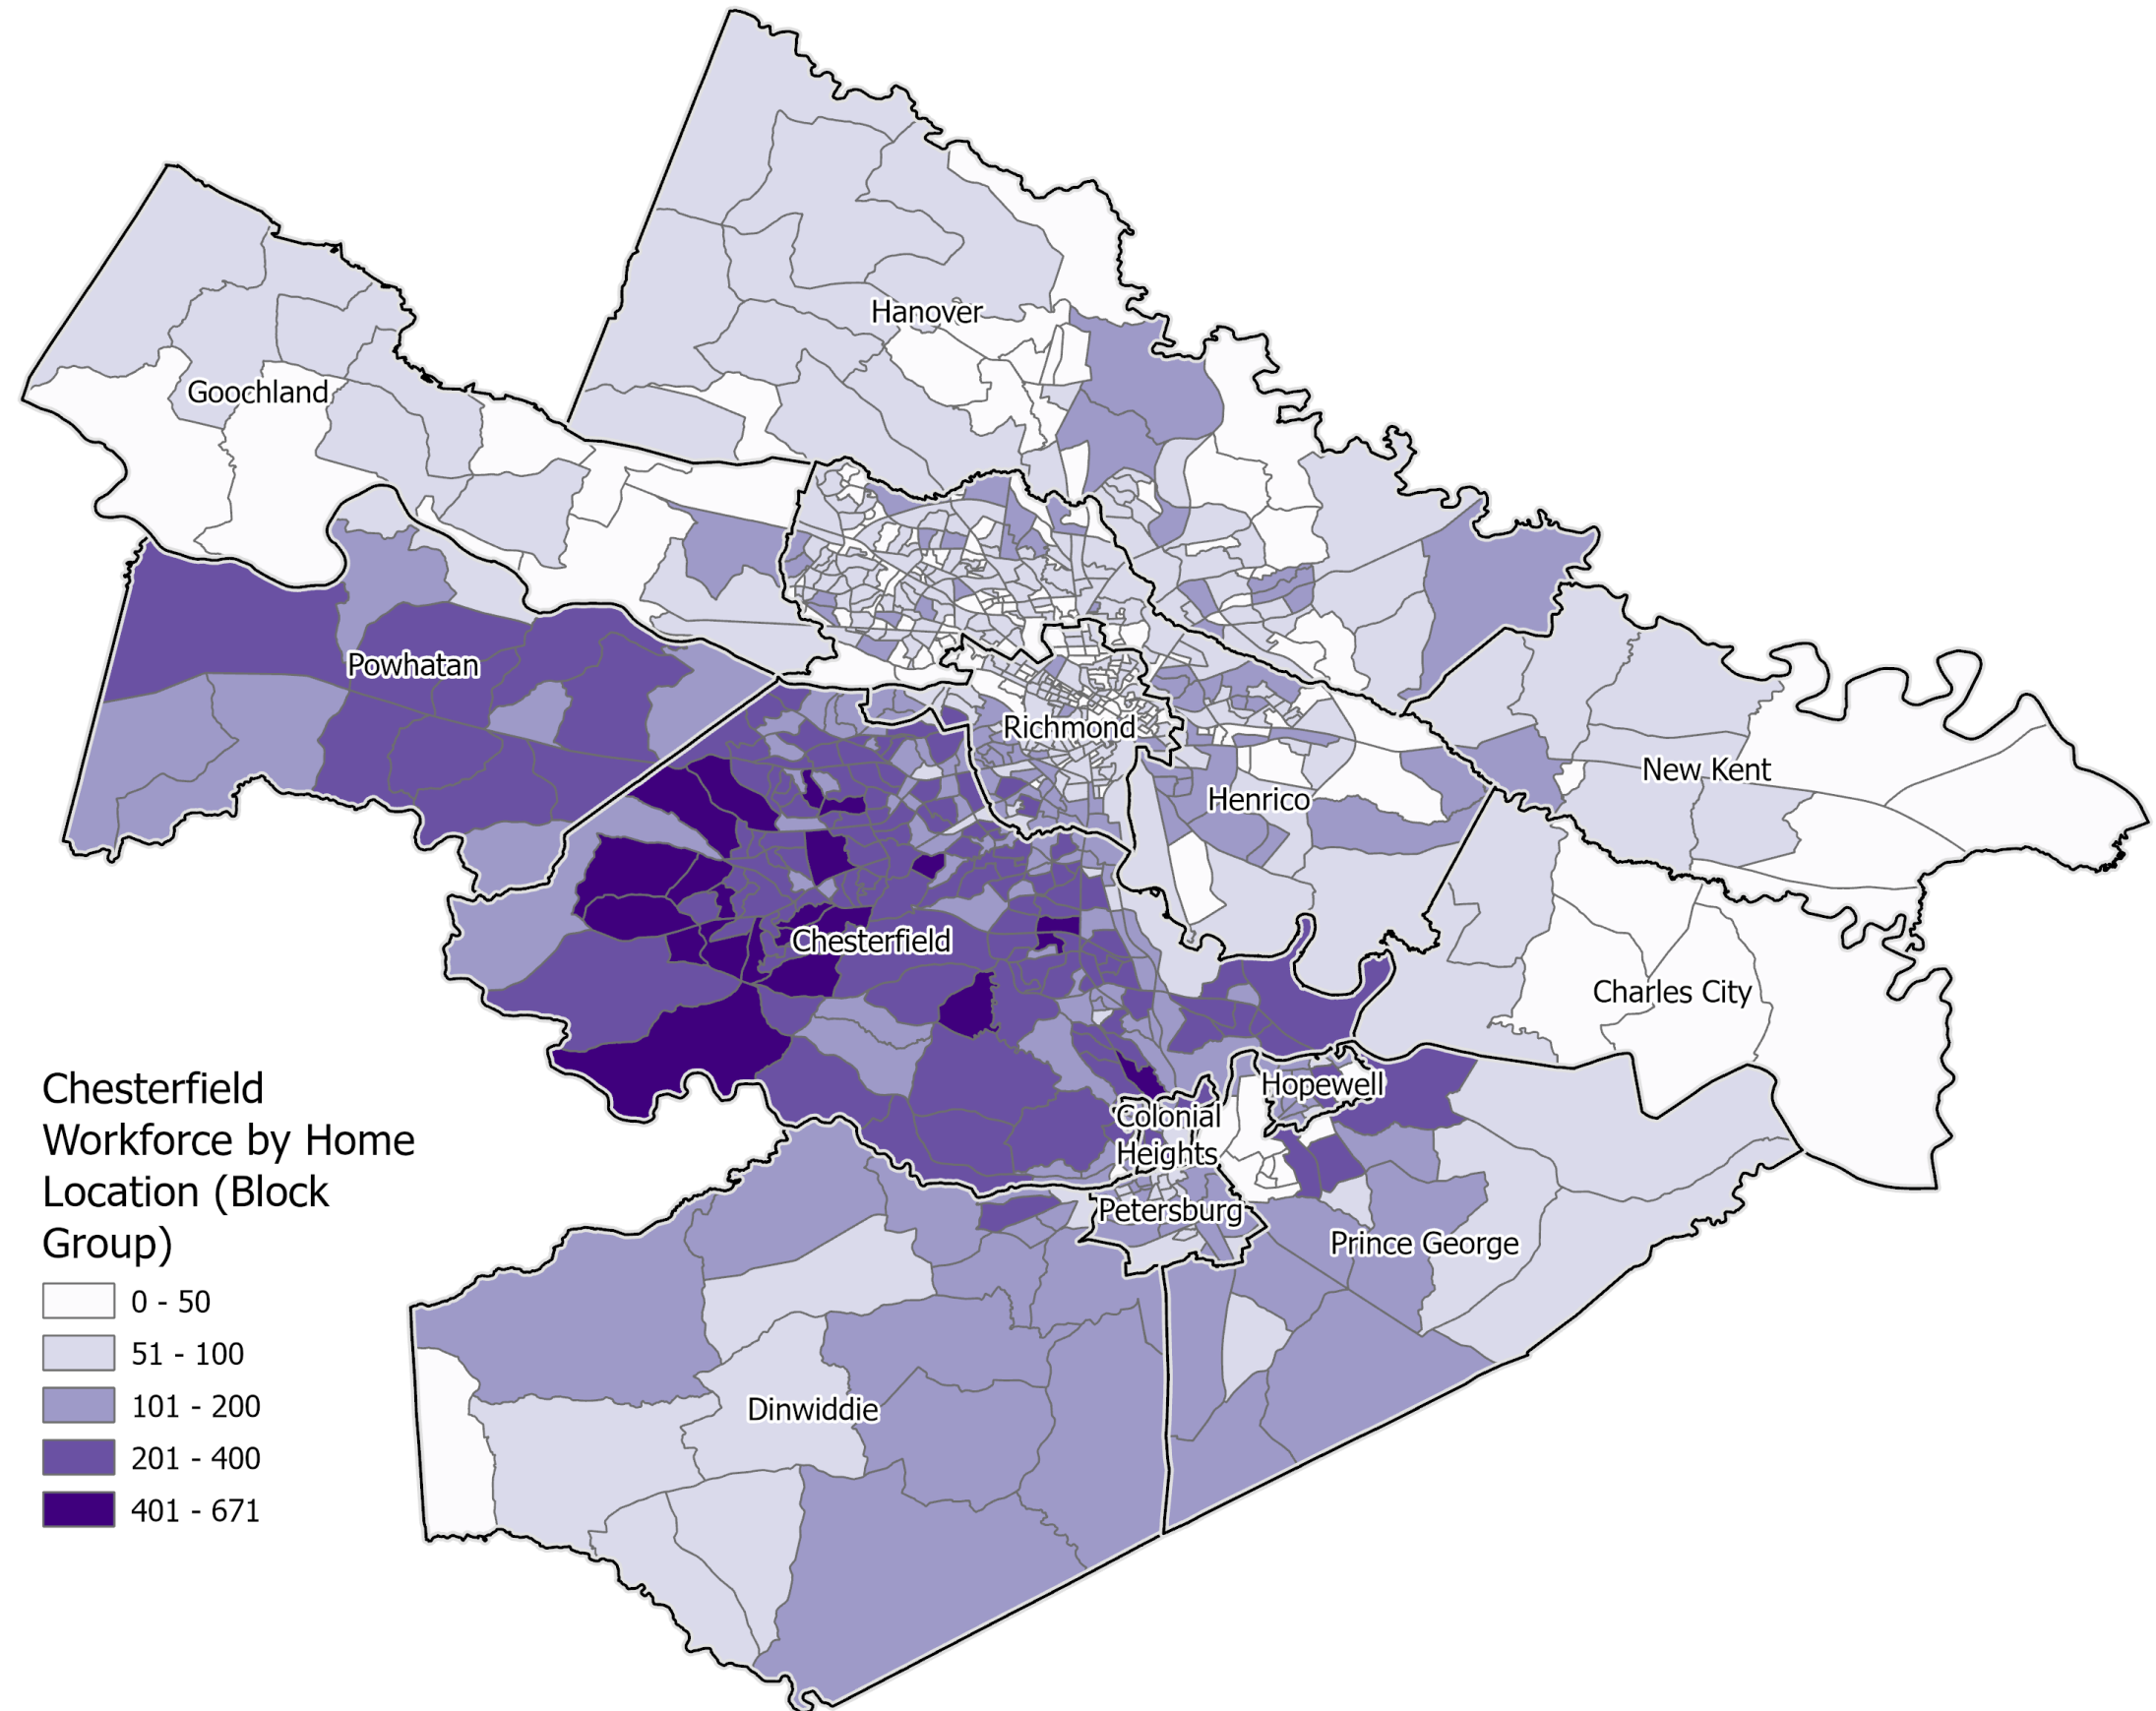 Hanover
Goochland
Powhatan
Richmond
New Kent
Henrico
Chesterfield
Charles City
Hopewell
Colonial
Heights
Petersburg
Prince George
Dinwiddie
Chesterfield
Workforce by Home
Location (Block
Group)
0 - 50
51 - 100
101 - 200
201 - 400
401 - 671